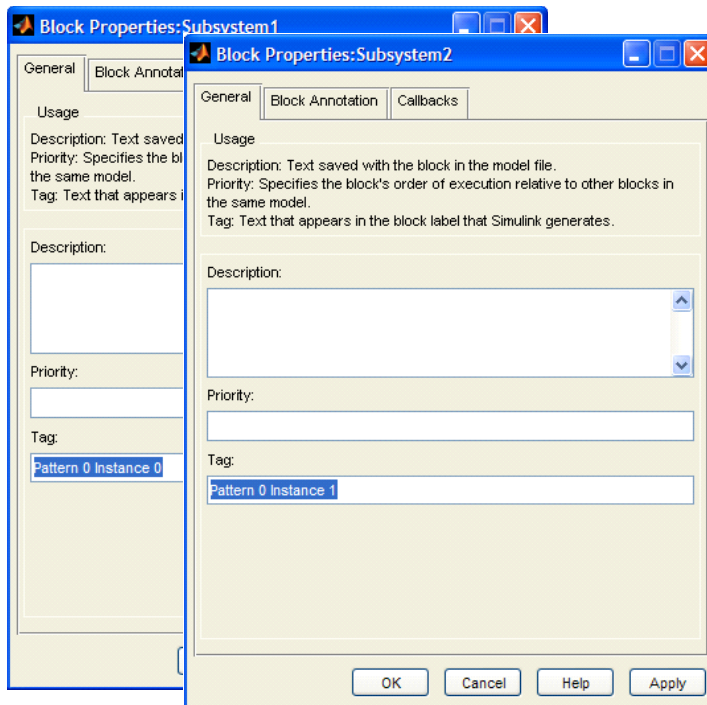 Block Properties:Subsystem1
General
Usage
Description: Text saved
Priority: Specifies the
the same model.
Tag: Text that appears
Description:
Priority:
Tag:
Pattern 0 Instance 0
Block Properties:Subsystem2
General Block Annotation Callbacks
Usage
Description: Text saved with the block in the model file.
Priority: Specifies the block's order of execution relative to other blocks in
the same model.
Tag: Text that appears in the block label that Simulink generates.
Description:
Priority:
Tag:
Pattern 0 Instance 1
OK Cancel Help Apply